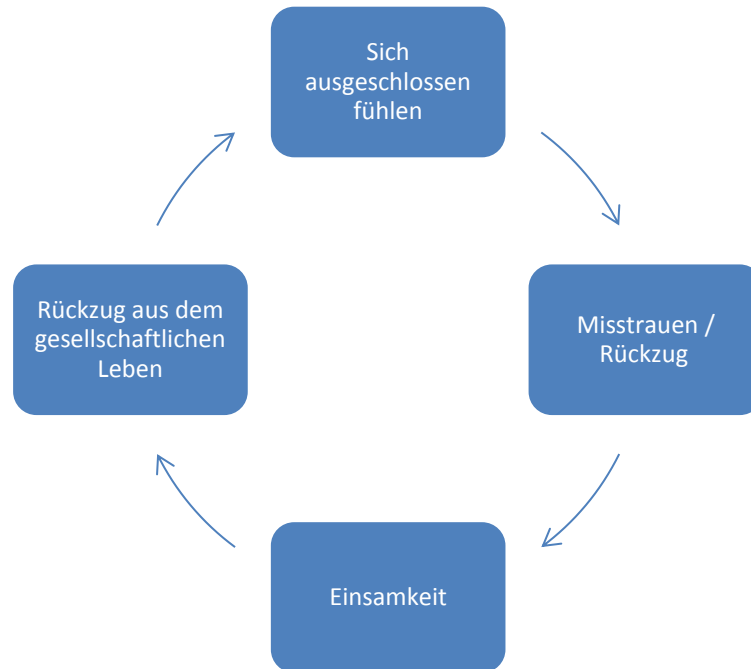 Sich
ausgeschlossen
fühlen
Misstrauen /
Rückzug
Einsamkeit
Rückzug aus dem
gesellschaftlichen
Leben